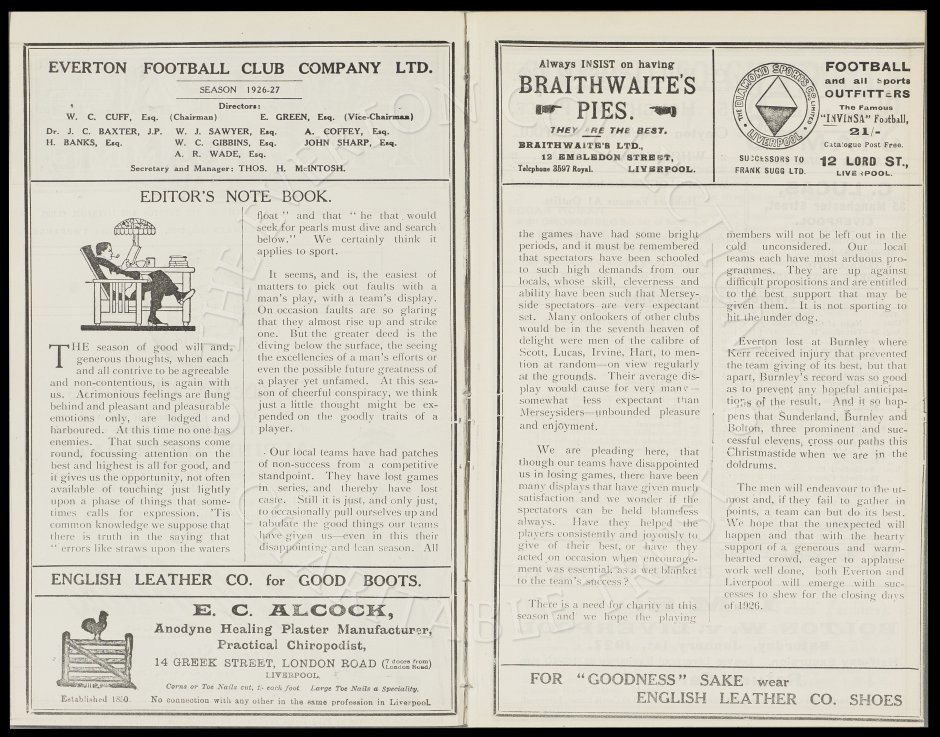 EVERTON FOOTBALL CLUB COMPANY LTD.
SEASON 1926-27
Directors:
W. C. CUFF, Esq. (Chairman) E. GREEN, Esq. (Vice-Chairman)
Dr. J. C. BAXTER, J.P. W. J. SAWYER, Esq. A. COFFEY, Esq.
H. BANKS, Esq. W. C. GIBBINS, Esq. JOHN SHARP, Esq.
A. R. WADE, Esq.
Secretary and Manager: THOS. H. McINTOSH.
EDITOR'S NOTE BOOK.
THE season of good will and,
generous thoughts, when each
and all contrive to be agreeable
and non-contentious, is again with
us. Acrimonious feelings are flung
behind and pleasant and pleasurable
emotions only, are lodged and
harboured. At this time no one has
enemies. That such seasons come
round, focussing attention on the
best and highest is all for good, and
it gives us the opportunity, not often
available of touching just lightly
upon a phase of things that some-
times calls for expression. 'Tis
common knowledge we suppose that
there is truth in the saying that
" errors like straws upon the waters
float " and that " he that would
seek for pearls must dive and search
below." We certainly think it
applies to sport.
It seems, and is, the easiest of
matters to pick out faults with a
man's play, with a team's display.
On occasion faults are so glaring
that they almost rise up and strike
one. But the greater deed is the
diving below the surface, the seeing
the excellencies of a man's efforts or
even the possible future greatness of
a player yet unfamed. At this sea-
son of cheerful conspiracy, we think
just a little thought might be ex-
pended on the goodly traits of a
player.
Our local teams have had patches
of non-success from a competitive
standpoint. They have lost games
in series, and thereby have lost
caste. Still it is just, and only just,
to occasionally pull ourselves up and
tabulate the good things our teams
have given us—even in this their
disappointing and lean season. All
ENGLISH LEATHER CO. for GOOD BOOTS.
E. C. ALCOCK,
Anodyne Healing Plaster Manufacturer,
Practical Chiropodist,
14 GREEK STREET, LONDON ROAD (7 doors from London Road)
LIVERPOOL.
Corns or Toe Nails cut, 1/- each foot Large Toe Nails a Speciality.
Established 1850. No connection with any other in the same profession in Liverpool.
Always INSIST on having
BRAITHWAITE'S
PIES.
THEY ARE THE BEST.
BRAITHWAITE'S LTD.,
12 EMBLEDON STREET,
Telephone 3597 Royal. LIVERPOOL.
THE DIAMOND SPORTS CO. LIMITED
LIVERPOOL
SUCCESSORS TO
FRANK SUGG LTD.
FOOTBALL
and all sports
OUTFITTERS
The Famous
"INVINSA" Football,
21/-
Catalogue Post Free.
12 LORD ST.,
LIVERPOOL.
the games have had some bright
periods, and it must be remembered
that spectators have been schooled
to such high demands from our
locals, whose skill, cleverness and
ability have been such that Mersey-
side spectators are very expectant
set. Many onlookers of other clubs
would be in the seventh heaven of
delight were men of the calibre of
Scott, Lucas, Irvine, Hart, to men-
tion at random—on view regularly
at the grounds. Their average dis-
play would cause for very many—
somewhat less expectant than
Merseysiders—unbounded pleasure
and enjoyment.
We are pleading here, that
though our teams have disappointed
us in losing games, there have been
many displays that have given much
satisfaction and we wonder if the
spectators can be held blameless
always. Have they helped the
players consistently and joyously to
give of their best, or have they
acted on occasion when encourage-
ment was essential, as a wet blanket
to the team's success?
There is a need for charity at this
season and we hope the playing
members will not be left out in the
cold unconsidered. Our local
teams each have most arduous pro-
grammes. They are up against
difficult propositions and are entitled
to the best support that may be
given them. It is not sporting to
hit the under dog.
Everton lost at Burnley where
Kerr received injury that prevented
the team giving of its best, but that
apart, Burnley's record was so good
as to prevent any hopeful anticipa-
tions of the result. And it so hap-
pens that Sunderland, Burnley and
Bolton, three prominent and suc-
cessful elevens, cross our paths this
Christmastide when we are in the
doldrums.
The men will endeavour to the ut-
most and, if they fail to gather in
points, a team can but do its best.
We hope that the unexpected will
happen and that with the hearty
support of a generous and warm-
hearted crowd, eager to applause
work well done, both Everton and
Liverpool will emerge with suc-
cesses to shew for the closing days
of 1926.
FOR "GOODNESS" SAKE wear
ENGLISH LEATHER CO. SHOES